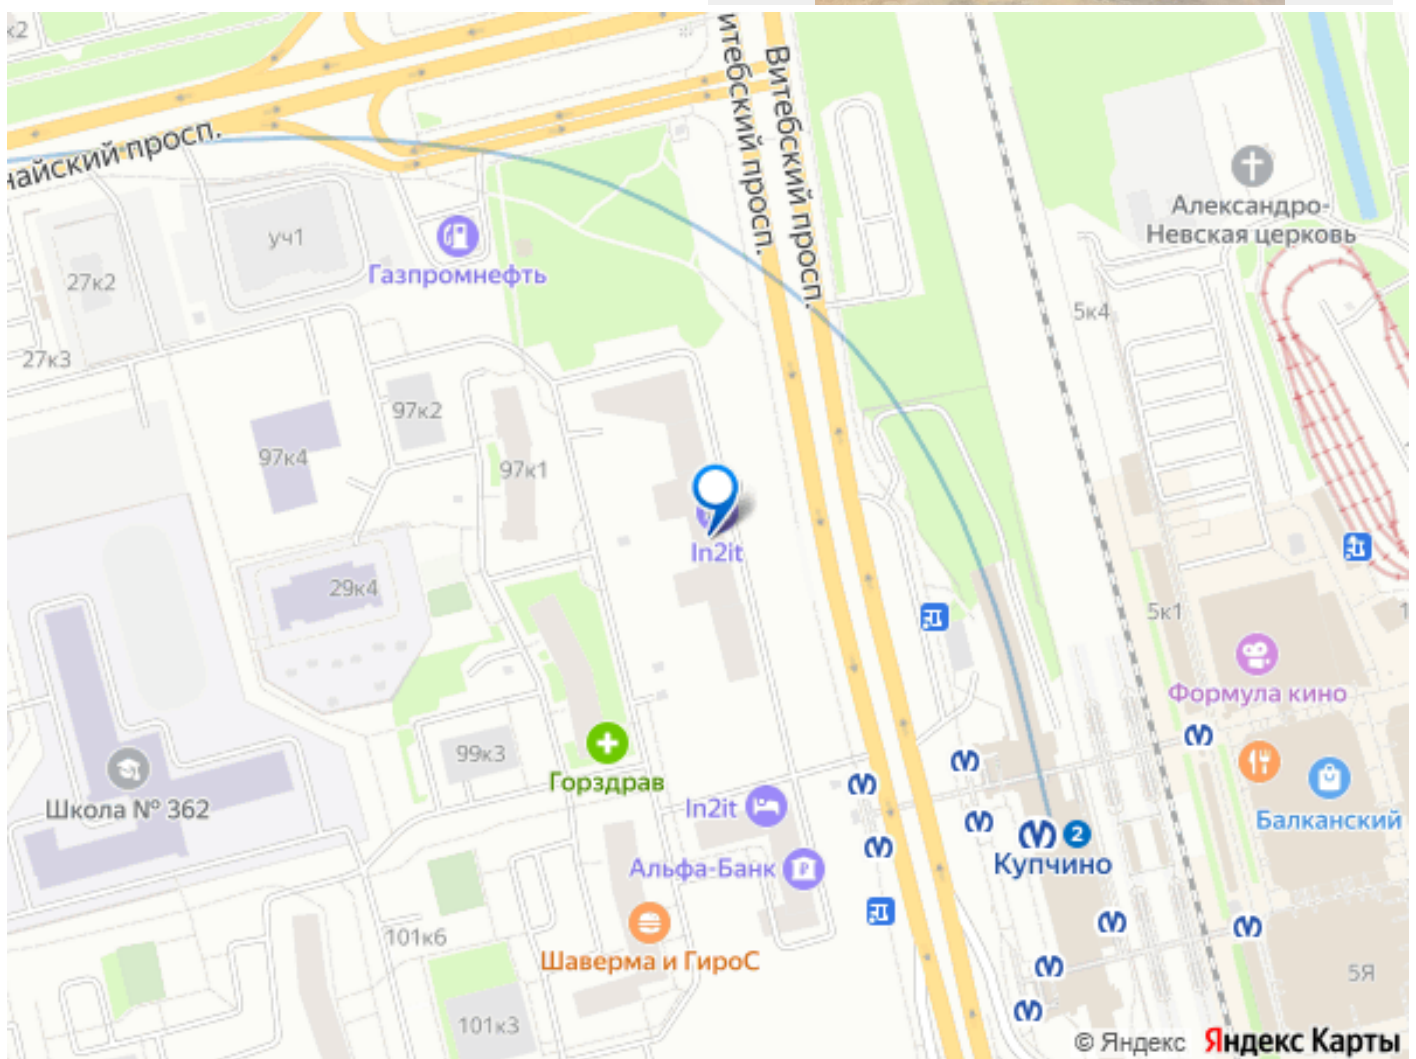 к2
итебский просп.
Витебский просп.
найский просп.
Александро-
Невская церковь
уч1
27к2
Газпромнефть
5к4
27к3
97к2
97к4
97к1
In2it
29к4
5к1
1
Формула кино
99к3
Горздрав
Школа № 362
In2it
Балканский
2
Купчино
Альфа-Банк
101к6
Шаверма и ГироС
5Я
101к3
© Яндекс Яндекс Карты